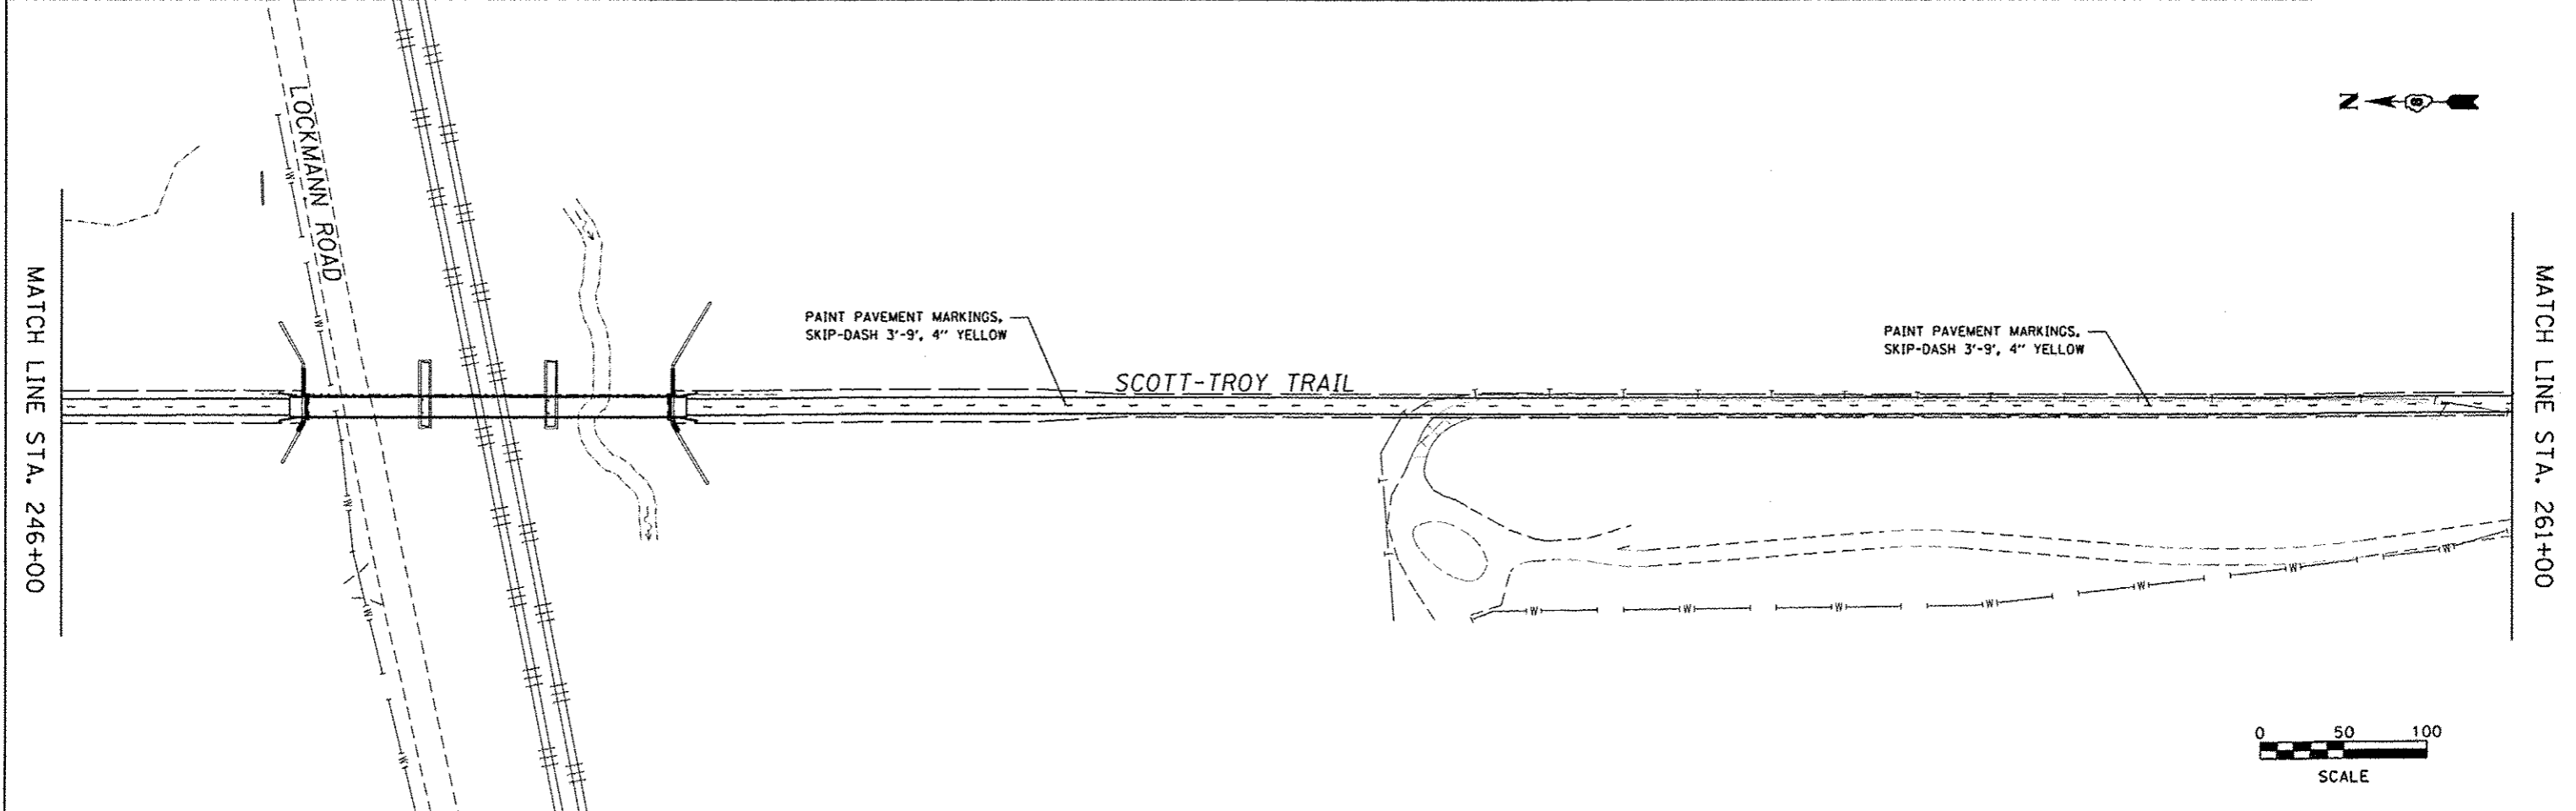 LOCKMANN ROAD
N
8
MATCH LINE STA. 246+00
PAINT PAVEMENT MARKINGS,
SKIP-DASH 3'-9', 4" YELLOW
SCOTT-TROY TRAIL
PAINT PAVEMENT MARKINGS,
SKIP-DASH 3'-9', 4" YELLOW
MATCH LINE STA. 261+00
W
W
W
W
W
T
T
T
T
T
T
T
T
W
W
W
W
W
W
W
0 50 100
SCALE